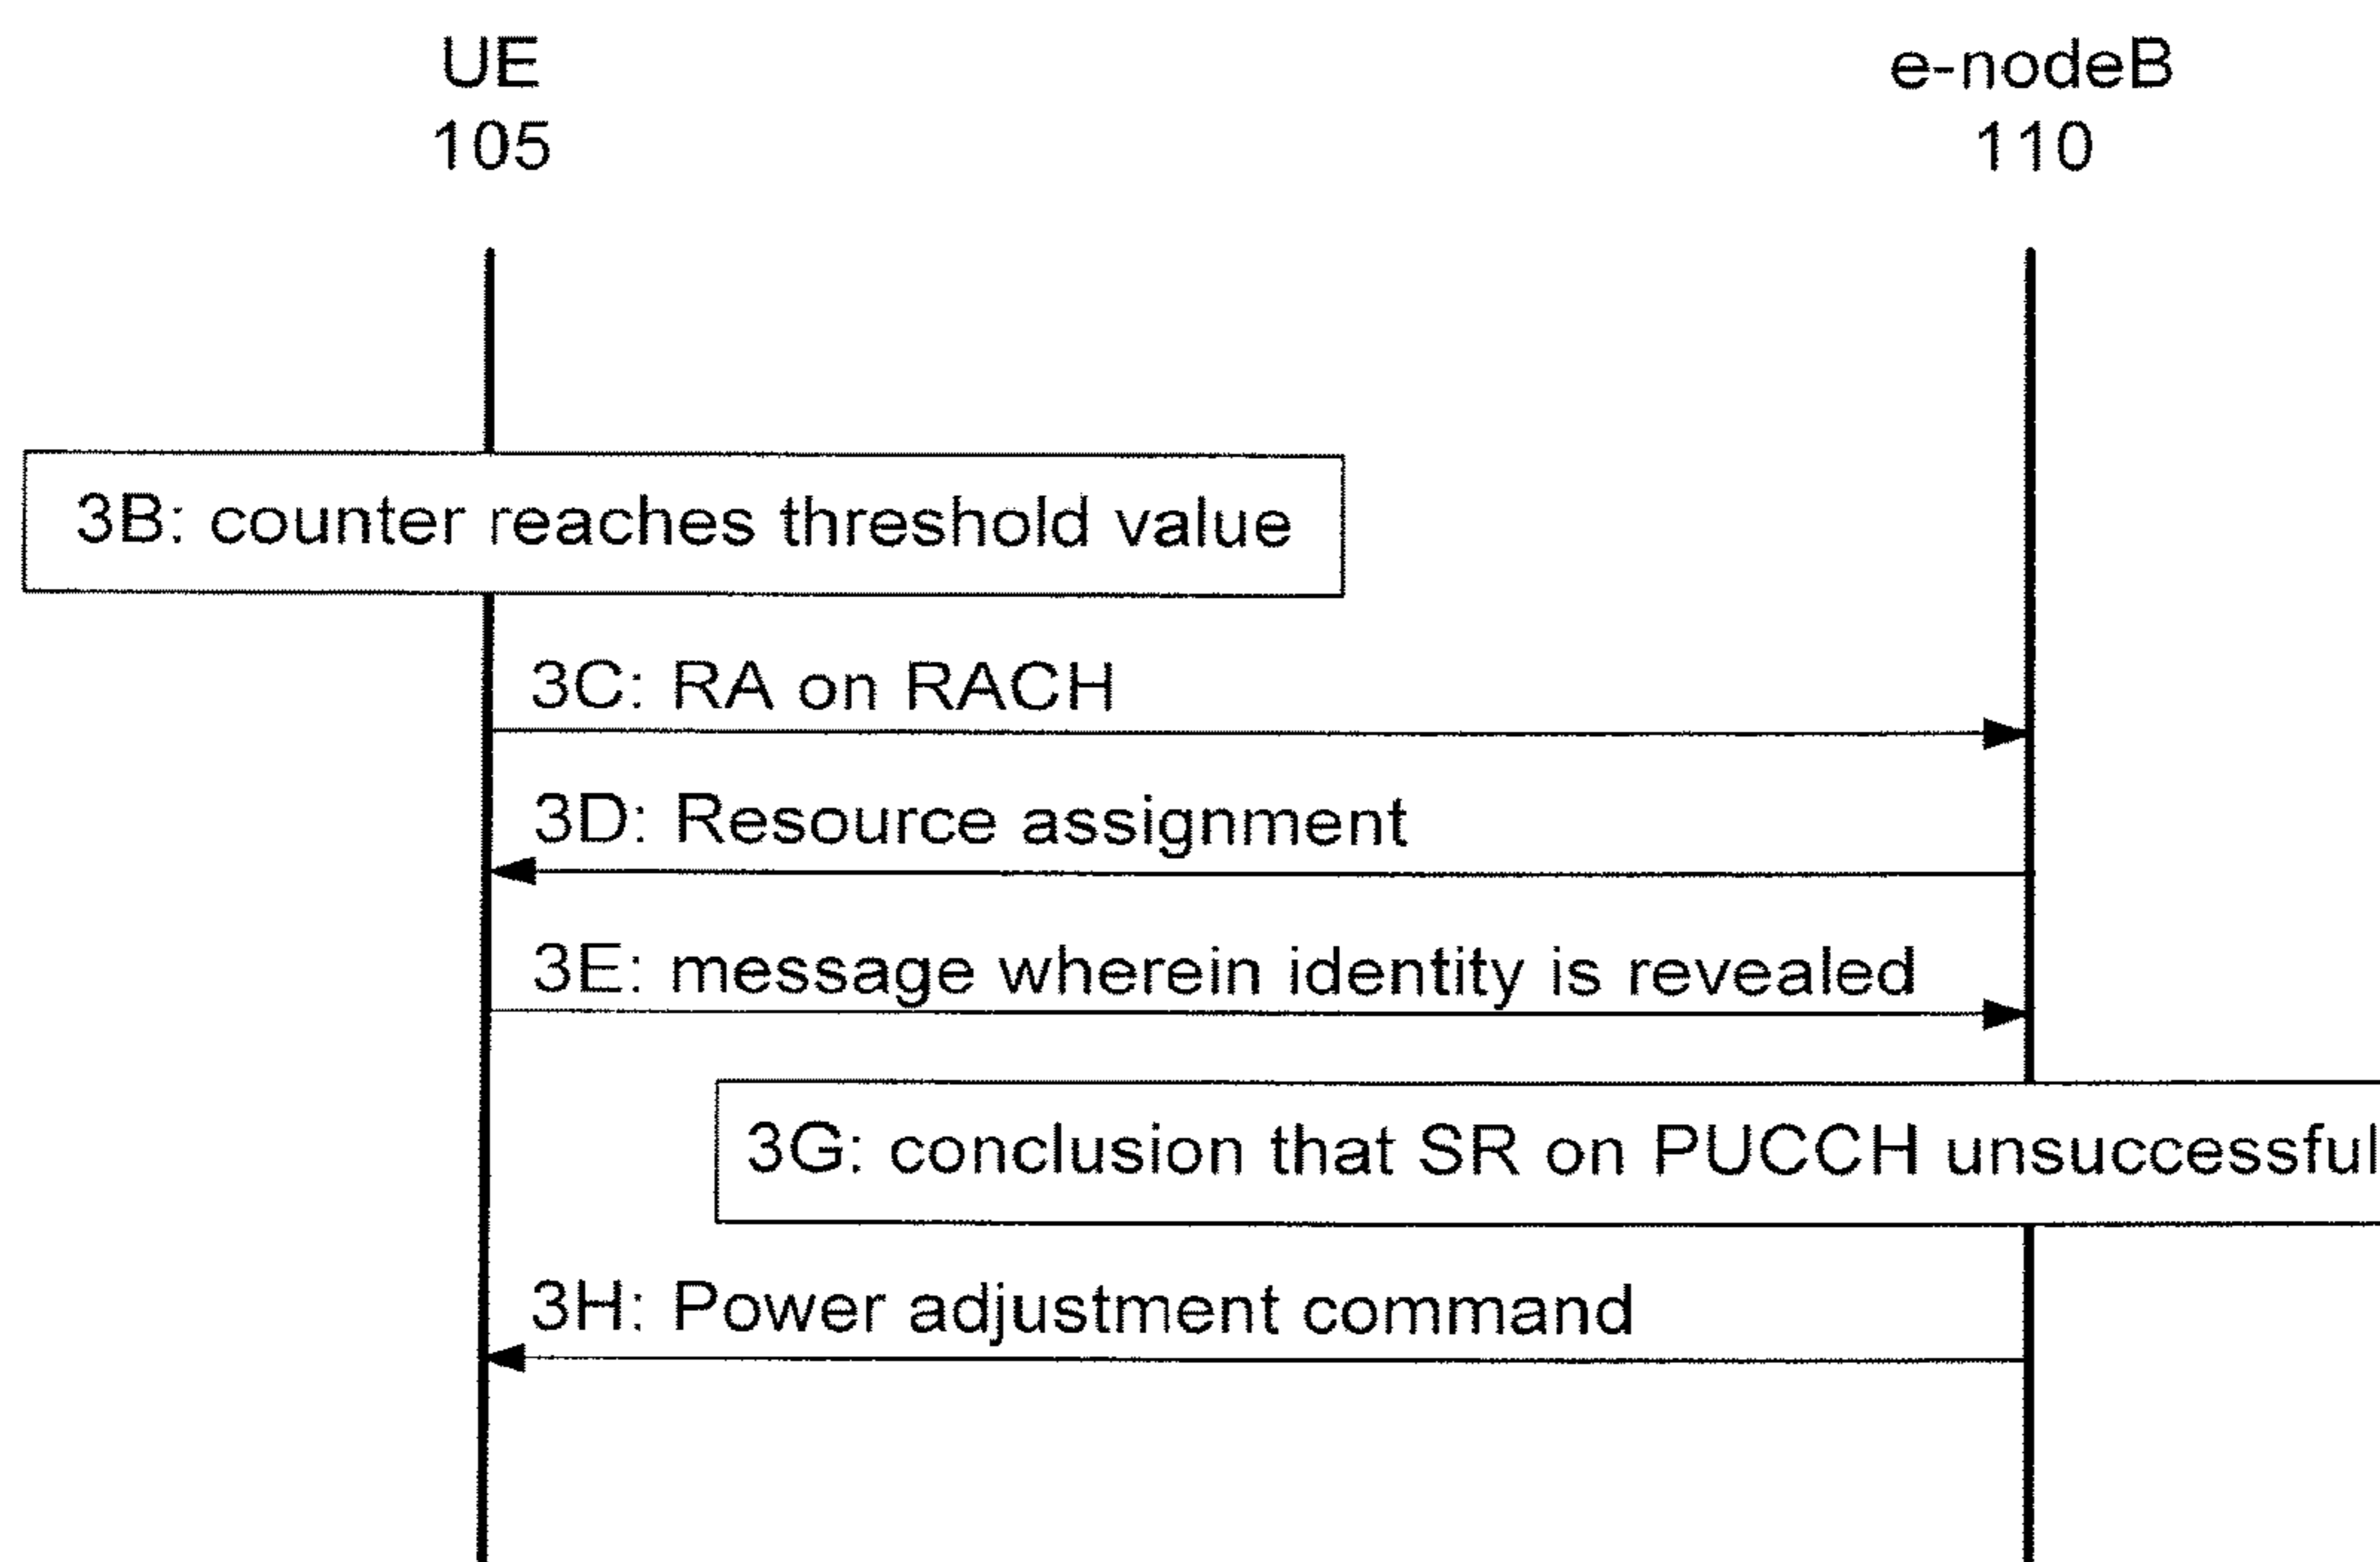 UE
105
e-nodeB
110
3B: counter reaches threshold value
3C: RA on RACH
3D: Resource assignment
3E: message wherein identity is revealed
3G: conclusion that SR on PUCCH unsuccessful
3H: Power adjustment command